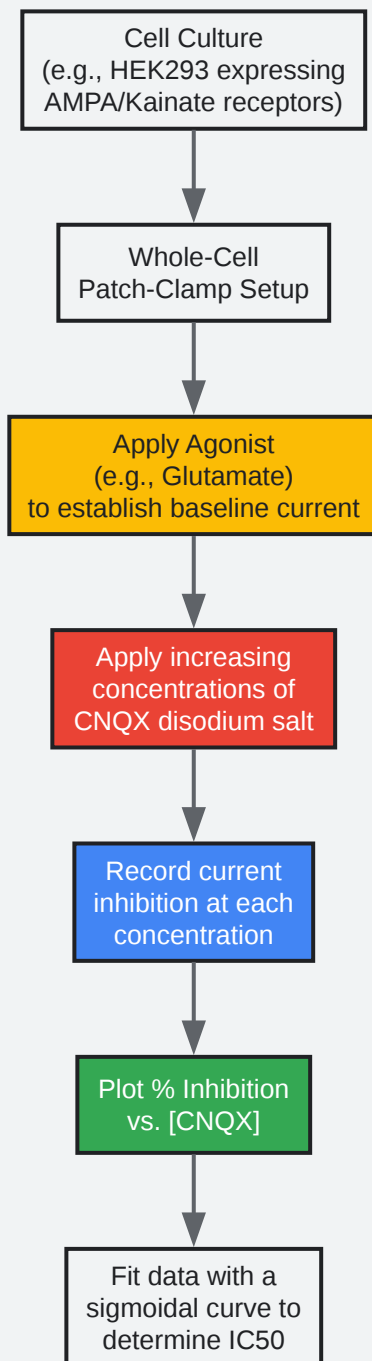 Cell Culture
(e.g., HEK293 expressing
AMPA/Kainate receptors)
Whole-Cell
Patch-Clamp Setup
Apply Agonist
(e.g., Glutamate)
to establish baseline current
Apply increasing
concentrations of
CNQX disodium salt
Record current
inhibition at each
concentration
Plot % Inhibition
vs. [CNQX]
Fit data with a
sigmoidal curve to
determine IC50